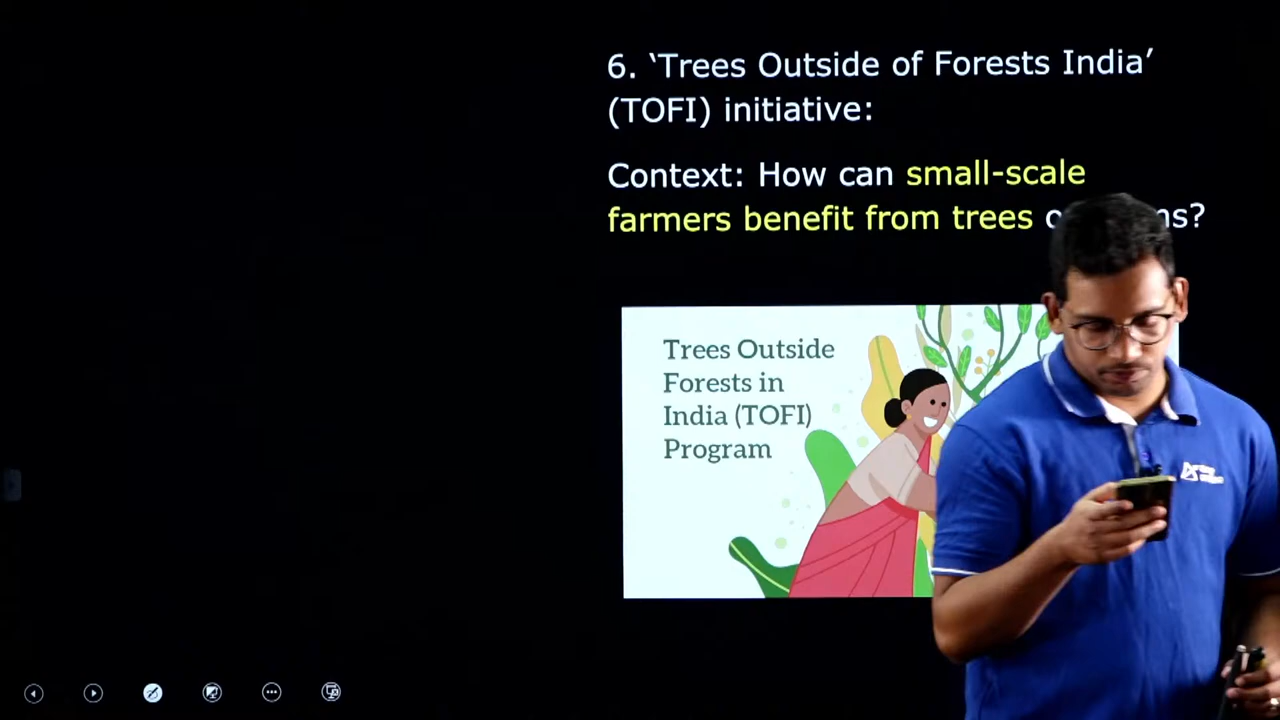 6. ‘Trees Outside of Forests India’
(TOFI) initiative:
Context: How can small-scale
farmers benefit from trees
Trees Outside
Forests in
India (TOFI)
Program